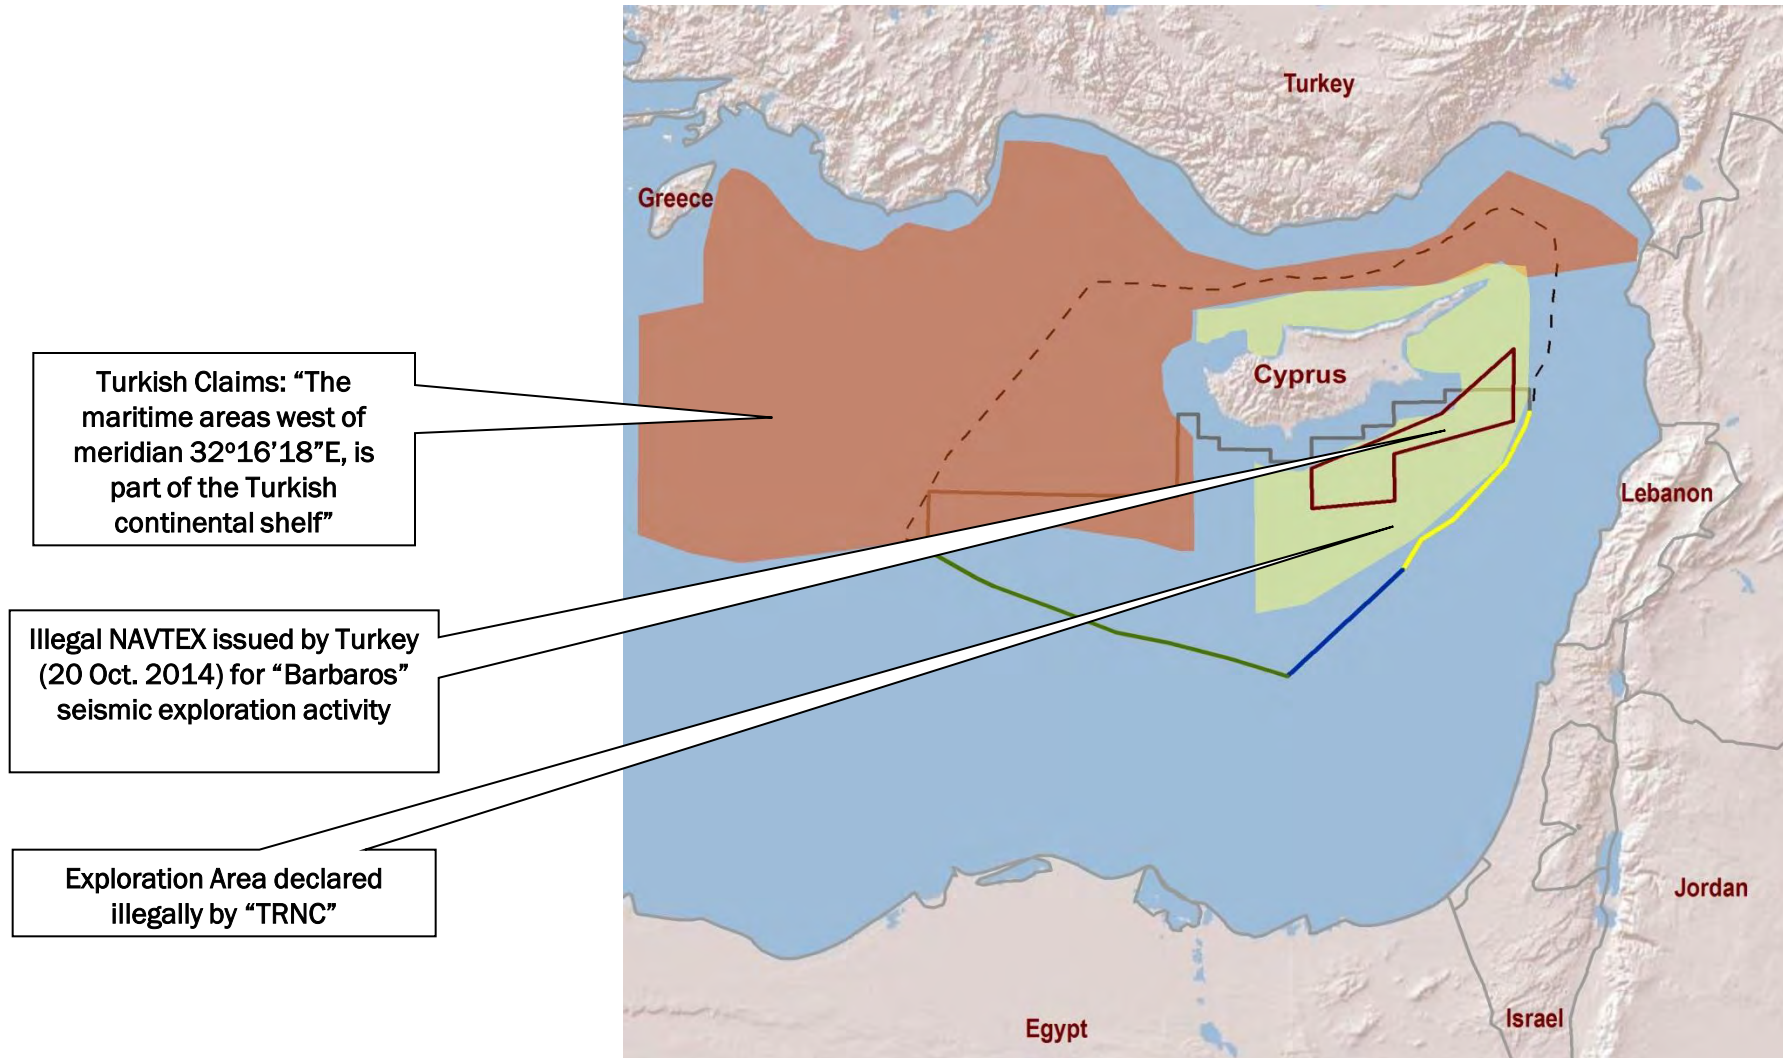 Turkey
Greece
Turkish Claims: “The
maritime areas west of
meridian 32º16’18”E, is
part of the Turkish
continental shelf”
Cyprus
Lebanon
Illegal NAVTEX issued by Turkey
(20 Oct. 2014) for “Barbaros”
seismic exploration activity
Exploration Area declared
illegally by “TRNC”
Jordan
Israel
Egypt